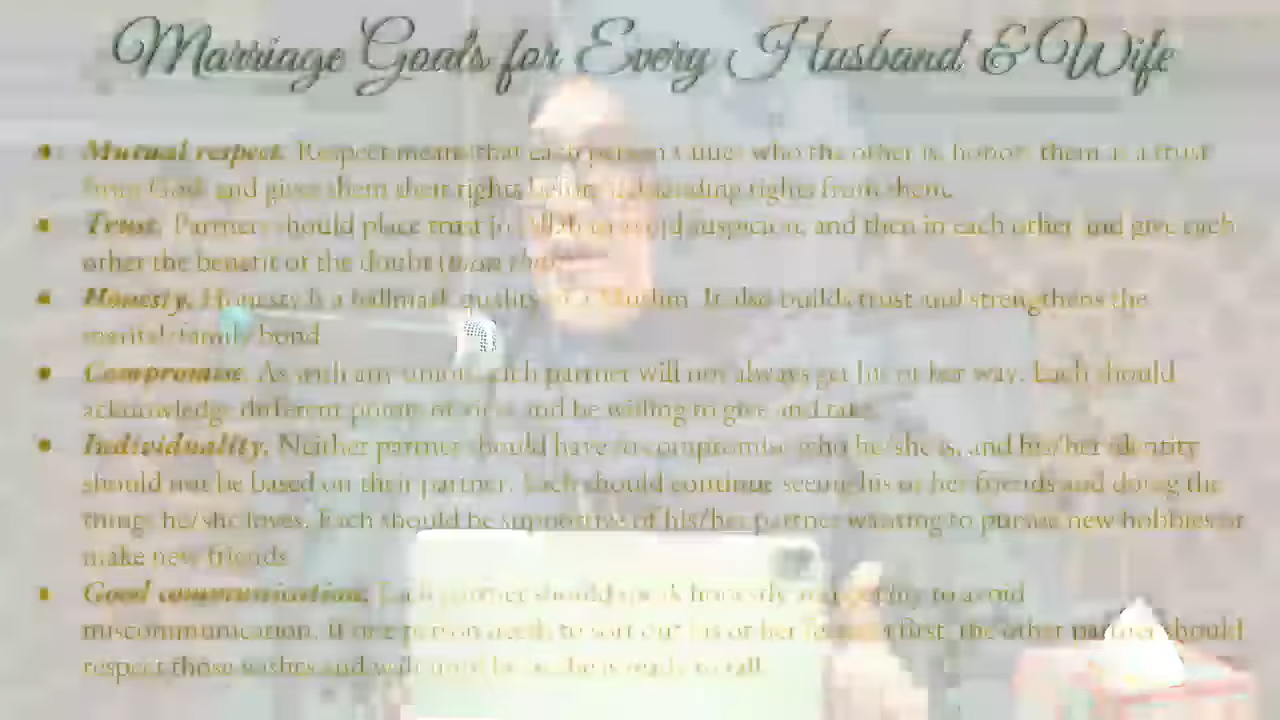 Marriage Goals for Every Husband & Wife
Mutual respect. Respect means that each person values who the other is, honors them as a trust
from God, and gives them their rights before demanding rights from them.
Trust. Partners should place trust in Allah to avoid suspicion, and then in each other and give each
other the benefit of the doubt
Honesty. Honesty is a hallmark quality of a Muslim. It also builds trust and strengthens the
marital/family bond
Compromise. As with any union, each partner will not always get his or her way. Each should
acknowledge different points of view and be willing to give and take.
Individuality. Neither partner should have to compromise who he/she is, and his/her identity
should not be based on their partner. Each should continue seeing his or her friends and doing the
things he/she loves. Each should be supportive of his/her partner wanting to pursue new hobbies or
make new friends.
Good communication. Each partner should speak honestly and openly to avoid
miscommunication. If one person needs to sort out his or her feelings first, the other partner should
respect those wishes and wait until he or she is ready to talk.